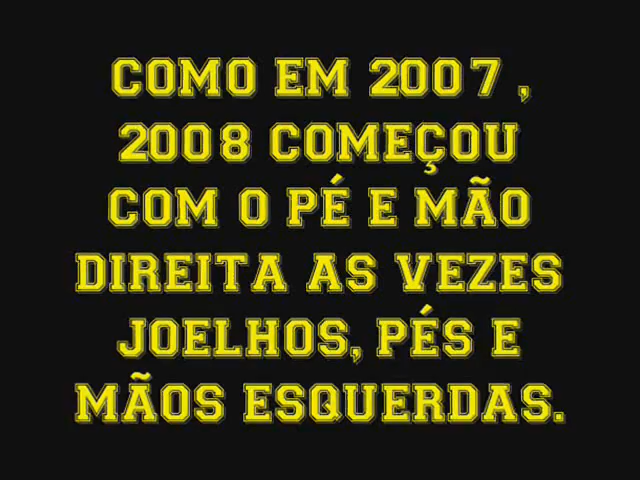 COMO EM 2007 ,
2008 COMEÇOU
COM O PÉ E MÃO
DIREITA AS VEZES
JOELHOS, PÉS E
MÃOS ESQUERDAS.